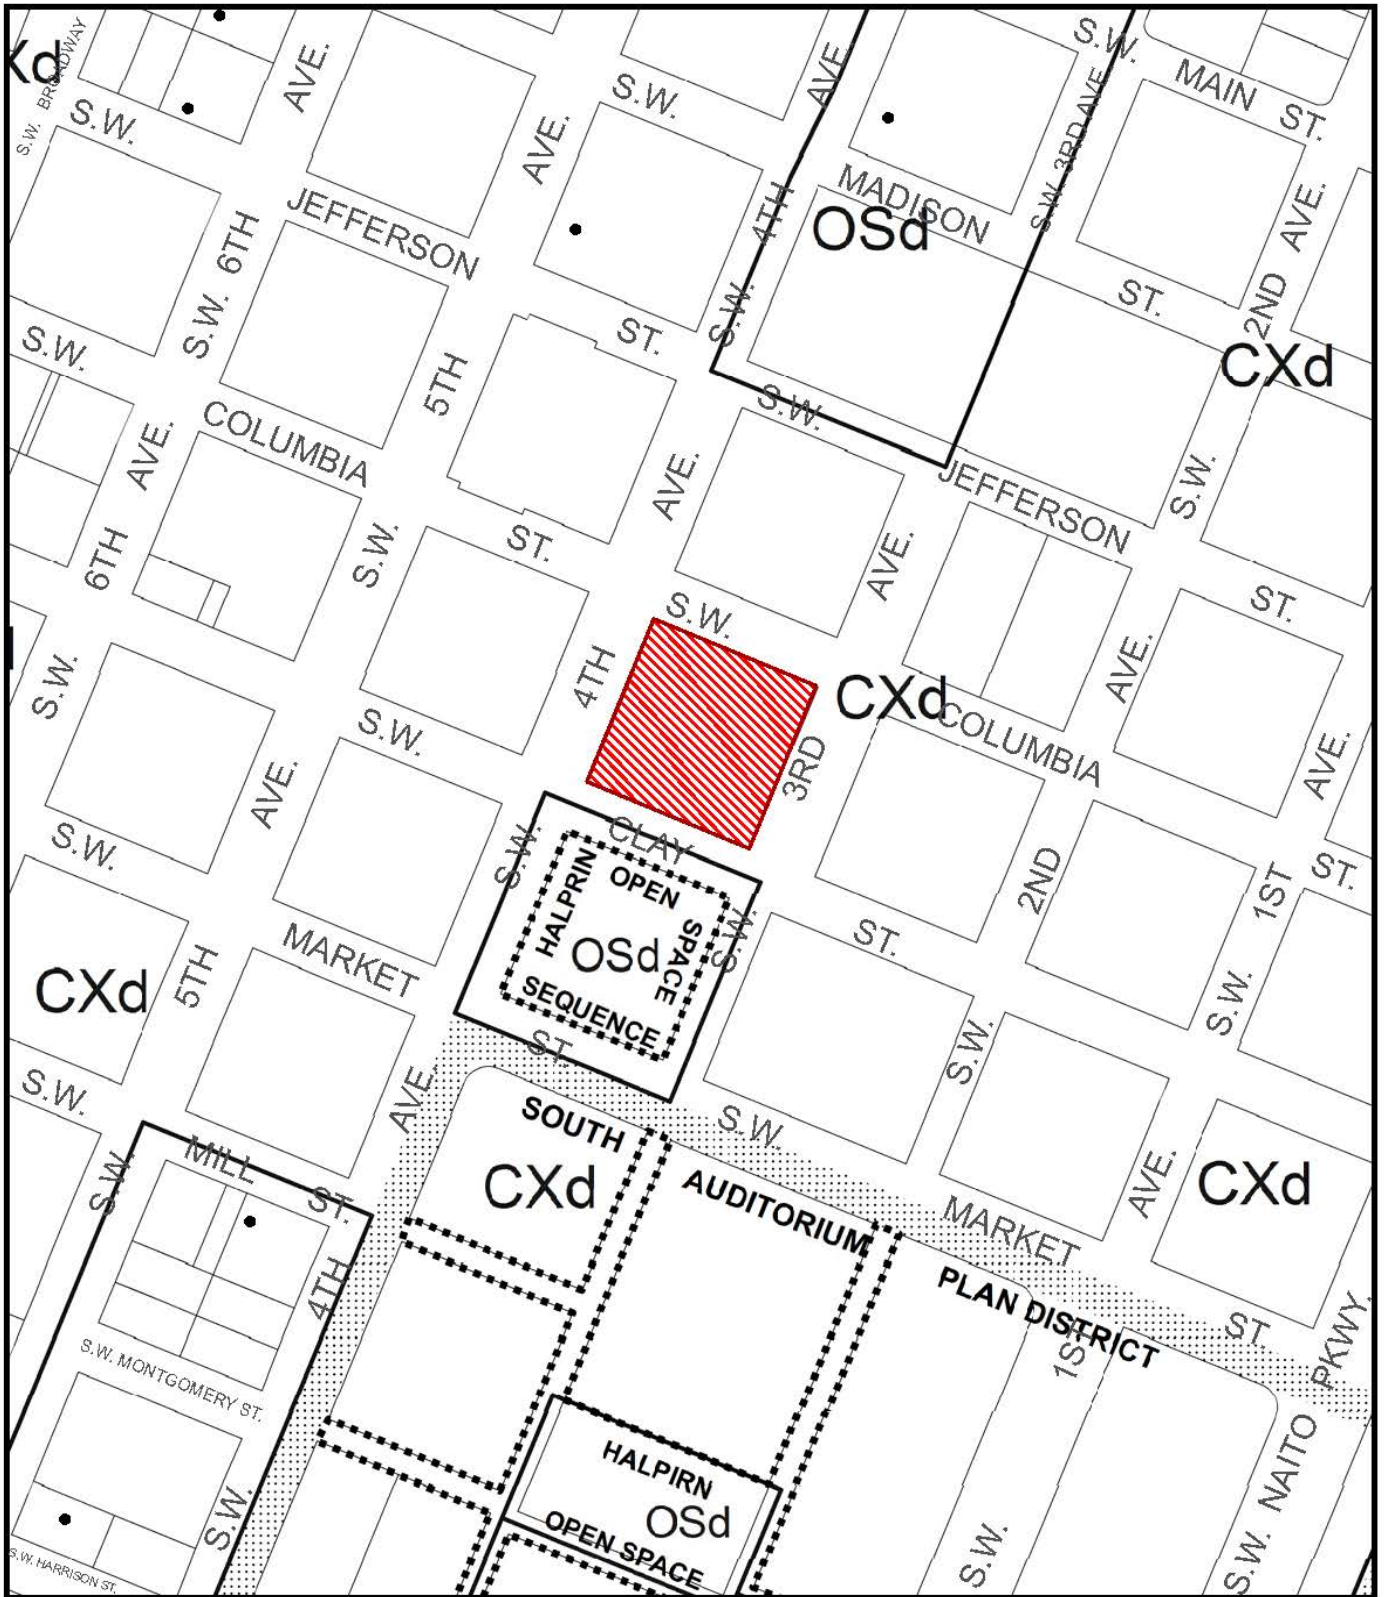 Xd
S.W. BROADWAY
S.W.
AVE.
S.W.
AVE.
AVE.
S.W.
MAIN
ST.
S.W. 3RD AVE.
MADISON
OSd
4TH
S.W.
JEFFERSON
6TH
S.W.
ST.
ST.
AVE.
2ND
CXd
S.W.
S.W.
5TH
COLUMBIA
AVE.
6TH
S.W.
S.W.
ST.
AVE.
JEFFERSON
AVE.
S.W.
ST.
S.W.
4TH
CXd
3RD
COLUMBIA
AVE.
AVE.
S.W.
S.W.
AVE.
S.W.
CLAY
S.W.
HALPRIN
OPEN
SPACE
SEQUENCE
OSd
S.W.
ST.
2ND
1ST
ST.
S.W.
CXd
5TH
MARKET
S.W.
AVE.
ST.
S.W.
S.W.
MILL
ST.
S.W.
4TH
SOUTH
CXd
AUDITORIUM
PLAN DISTRICT
S.W.
MARKET
AVE.
CXd
ST.
1ST
PKWY.
NAITO
S.W.
S.W. MONTGOMERY ST.
S.W.
S.W. HARRISON ST.
HALPIRN
OSd
OPEN SPACE
S.W.